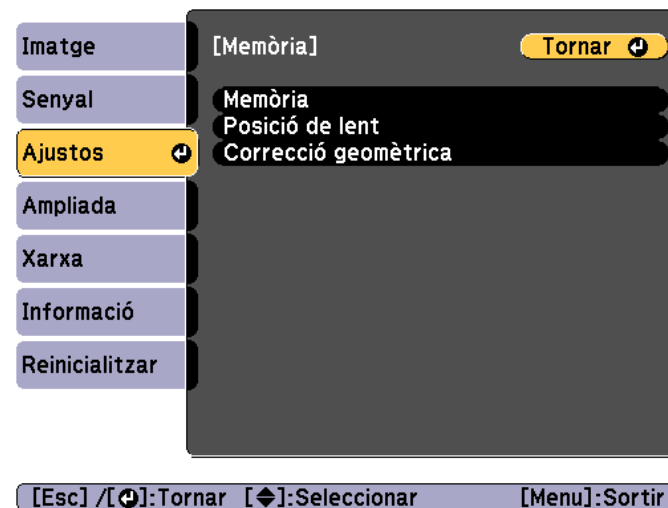 Imatge
Senyal
Ajustos
Ampliada
Xarxa
Informació
Reinicialitzar
[Memòria]
Tornar
Memòria
Posició de lent
Correcció geomètrica
[Esc] /[⏎]:Tornar [◆]:Seleccionar [Menu]:Sortir